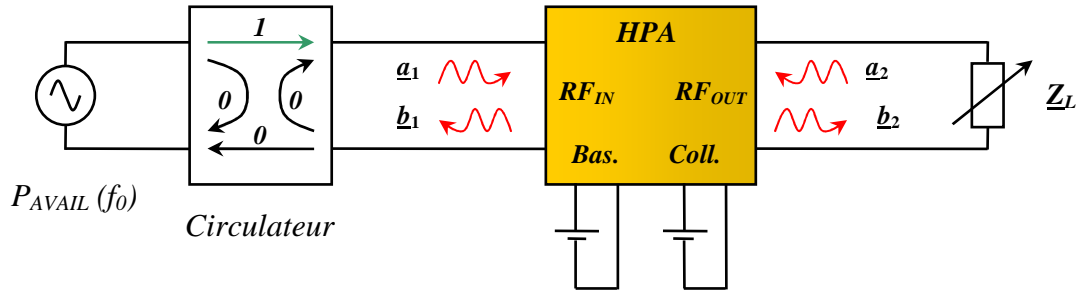 1
HPA
a1
a2
0
0
RFIN
RFOUT
ZL
b1
b2
0
Bas.
Coll.
PAVAIL (f0)
Circulateur